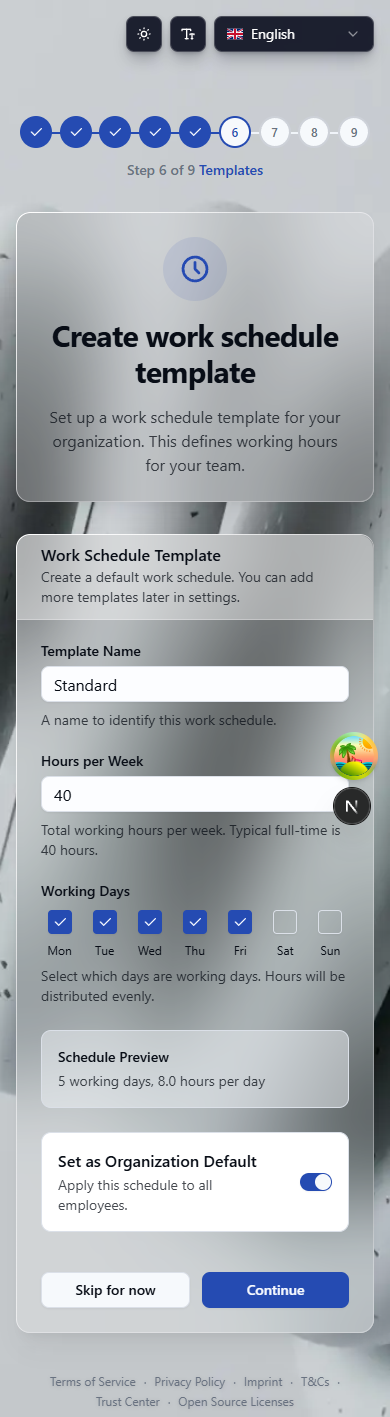 English
6
7
8
9
Step 6 of 9 Templates
Create work schedule
template
Set up a work schedule template for your
organization. This defines working hours
for your team.
Work Schedule Template
Create a default work schedule. You can add
more templates later in settings.
Template Name
Standard
A name to identify this work schedule.
Hours per Week
40
Total working hours per week. Typical full-time is
40 hours.
Working Days
Mon Tue Wed Thu Fri Sat Sun
Select which days are working days. Hours will be
distributed evenly.
Schedule Preview
5 working days, 8.0 hours per day
Set as Organization Default
Apply this schedule to all
employees.
Skip for now
Continue
Terms of Service · Privacy Policy · Imprint · T&Cs ·
Trust Center · Open Source Licenses